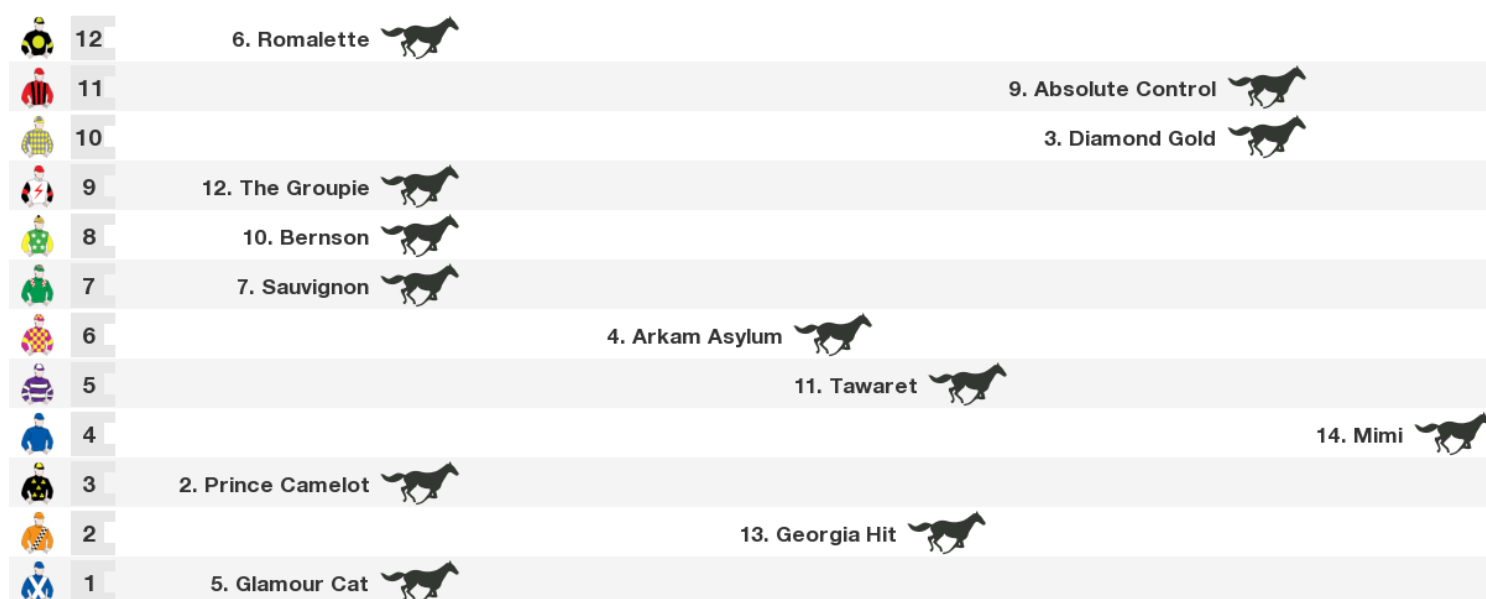 12 6. Romalette
11 9. Absolute Control
10 3. Diamond Gold
9 12. The Groupie
8 10. Bernson
7 7. Sauvignon
6 4. Arkam Asylum
5 11. Tawaret
4 14. Mimi
3 2. Prince Camelot
2 13. Georgia Hit
1 5. Glamour Cat